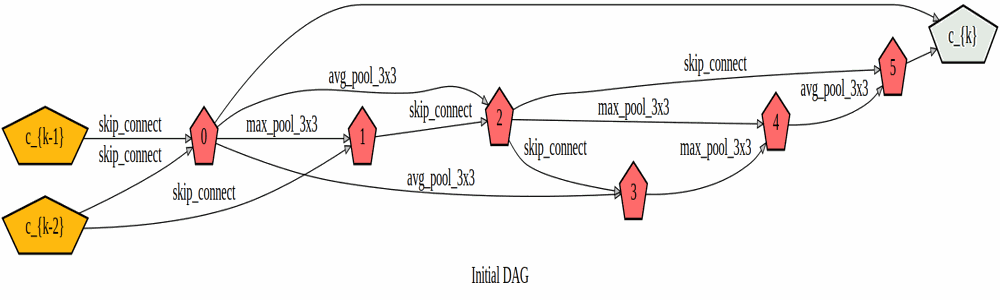 c_{k}
skip_connect
5
avg_pool_3x3
avg_pool_3x3
max_pool_3x3
skip_connect
2
4
skip_connect
max_pool_3x3
c_{k-1}
0
1
skip_connect
max_pool_3x3
skip_connect
avg_pool_3x3
skip_connect
3
c_{k-2}
Initial DAG